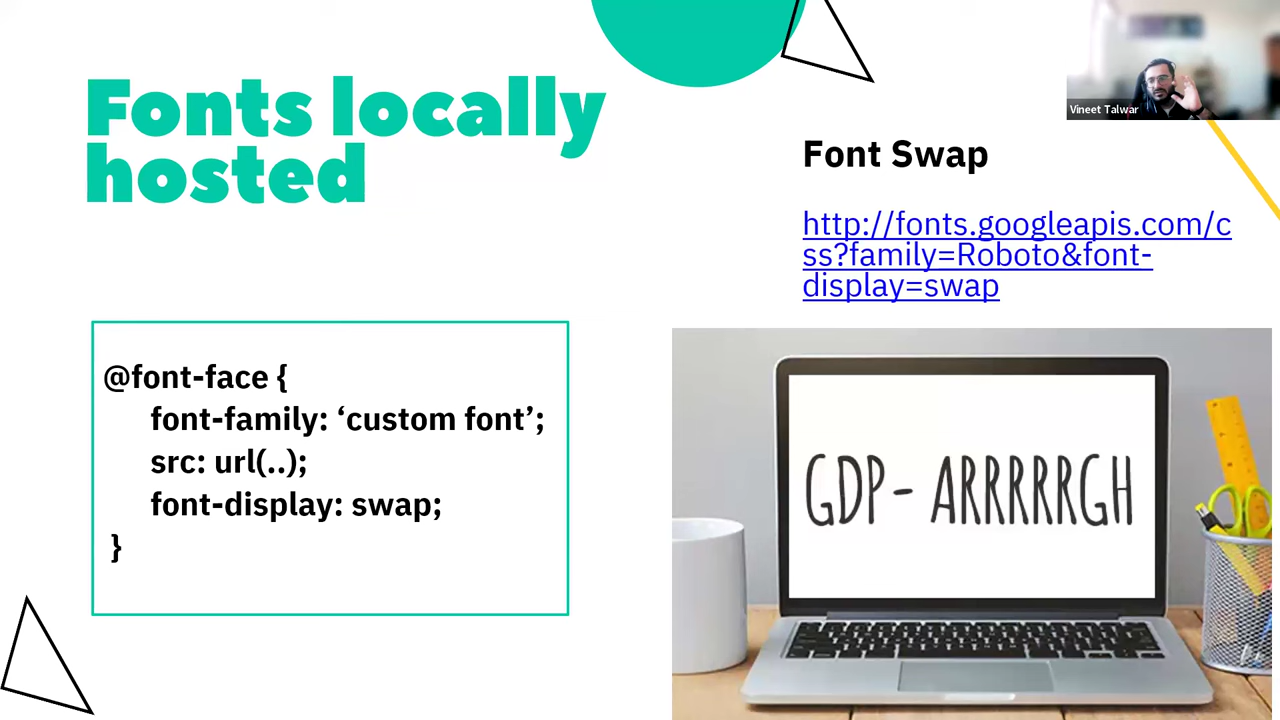 Fonts locally
hosted
Vineet Talwar
Font Swap
http://fonts.googleapis.com/c
ss?family=Roboto&font-
display=swap
@font-face {
font-family: ‘custom font’;
src: url(..);
font-display: swap;
}
GDP- ARRRRRGH